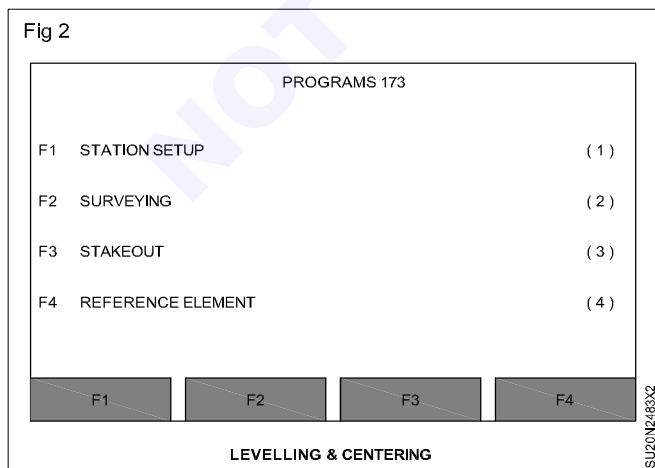 Fig 2
PROGRAMS 173
F1 STATION SETUP (1)
F2 SURVEYING (2)
F3 STAKEOUT (3)
F4 REFERENCE ELEMENT (4)
F1 F2 F3 F4
LEVELLING & CENTERING
SU20N2483X2
NOT